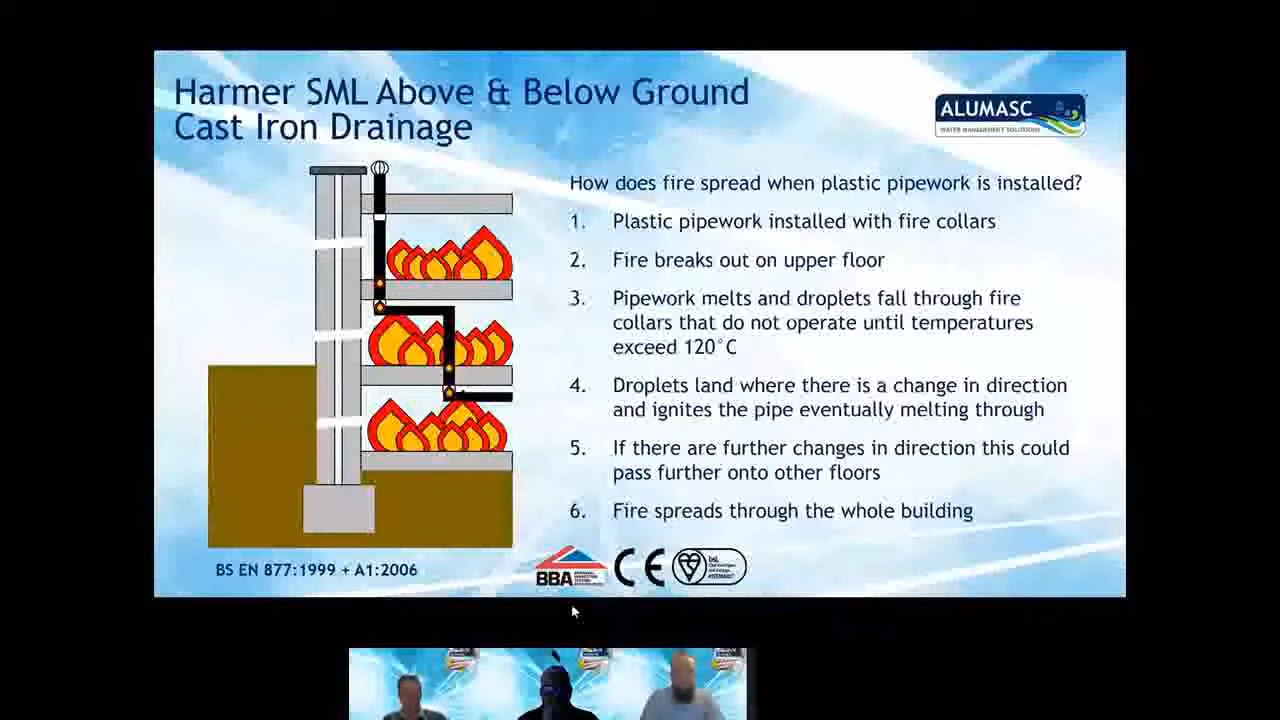 Harmer SML Above & Below Ground
Cast Iron Drainage
ALUMASC
WATER MANAGEMENT SOLUTIONS
How does fire spread when plastic pipework is installed?
1. Plastic pipework installed with fire collars
2. Fire breaks out on upper floor
3. Pipework melts and droplets fall through fire
collars that do not operate until temperatures
exceed 120°C
4. Droplets land where there is a change in direction
and ignites the pipe eventually melting through
5. If there are further changes in direction this could
pass further onto other floors
6. Fire spreads through the whole building
BS EN 877:1999 + A1:2006
BBA
CE
bsi.